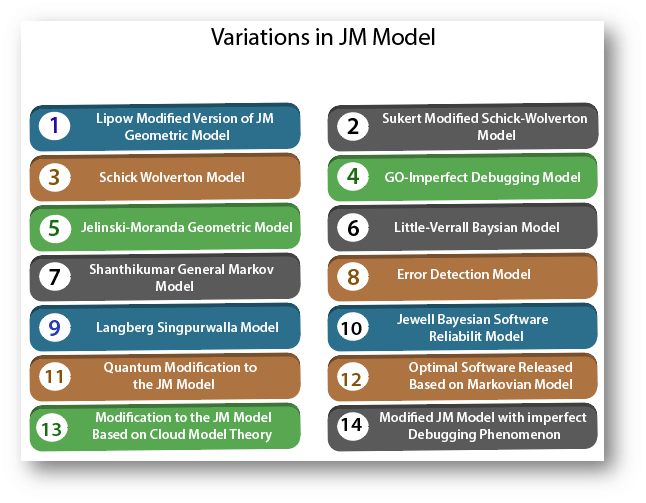 Variations in JM Model
1
Lipow Modified Version of JM
Geometric Model
2
Sukert Modified Schick-Wolverton
Model
3
Schick Wolverton Model
4
GO-Imperfect Debugging Model
5
Jelinski-Moranda Geometric Model
6
Little-Verrall Baysian Model
7
Shanthikumar General Markov
Model
8
Error Detection Model
9
Langberg Singpurwalla Model
10
Jewell Bayesian Software
Reliabilit Model
11
Quantum Modification to
the JM Model
12
Optimal Software Released
Based on Markovian Model
13
Modification to the JM Model
Based on Cloud Model Theory
14
Modified JM Model with imperfect
Debugging Phenomenon